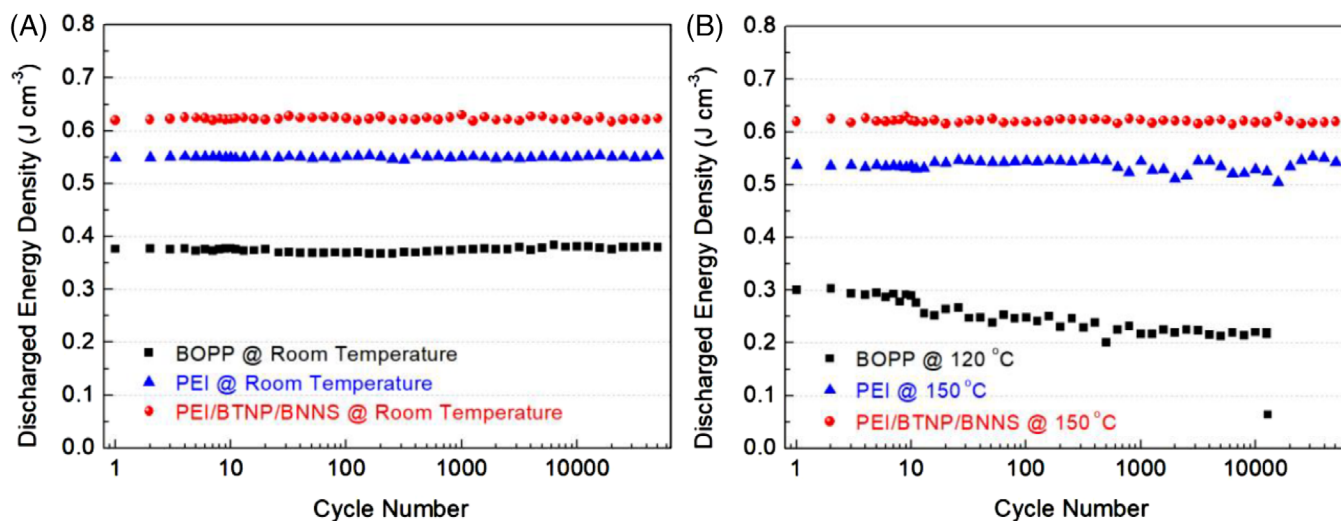 (A)
Discharged Energy Density (J cm-3)
0.8
0.7
0.6
0.5
0.4
0.3
0.2
0.1
0.0
BOPP @ Room Temperature
PEI @ Room Temperature
PEI/BTNP/BNNS @ Room Temperature
1 10 100 1000 10000
Cycle Number
(B)
Discharged Energy Density (J cm-3)
0.8
0.7
0.6
0.5
0.4
0.3
0.2
0.1
0.0
BOPP @ 120 °C
PEI @ 150 °C
PEI/BTNP/BNNS @ 150 °C
1 10 100 1000 10000
Cycle Number